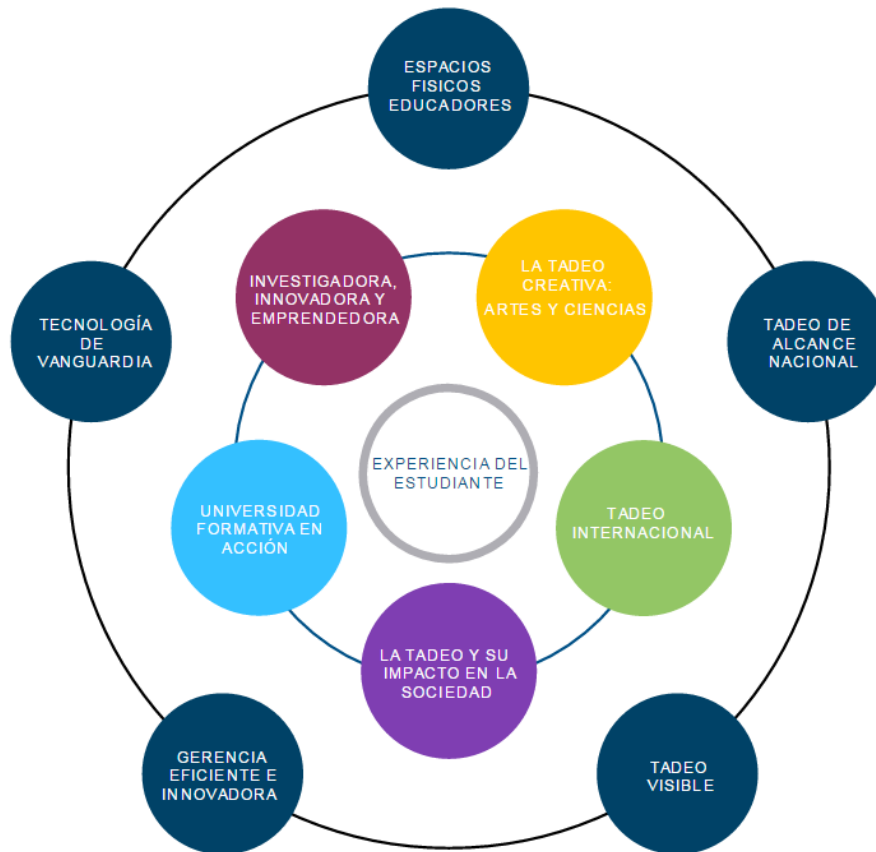 ESPACIOS
FISICOS
EDUCADORES
INVESTIGADORA,
INNOVADORA Y
EMPRENDEDORA
LA TADEO
CREATIVA:
ARTES Y CIENCIAS
TECNOLOGÍA
DE
VANGUARDIA
TADEO DE
ALCANCE
NACIONAL
EXPERIENCIA DEL
ESTUDIANTE
UNIVERSIDAD
FORMATIVA EN
ACCIÓN
TADEO
INTERNACIONAL
LA TADEO Y SU
IMPACTO EN LA
SOCIEDAD
GERENCIA
EFICIENTE E
INNOVADORA
TADEO
VISIBLE